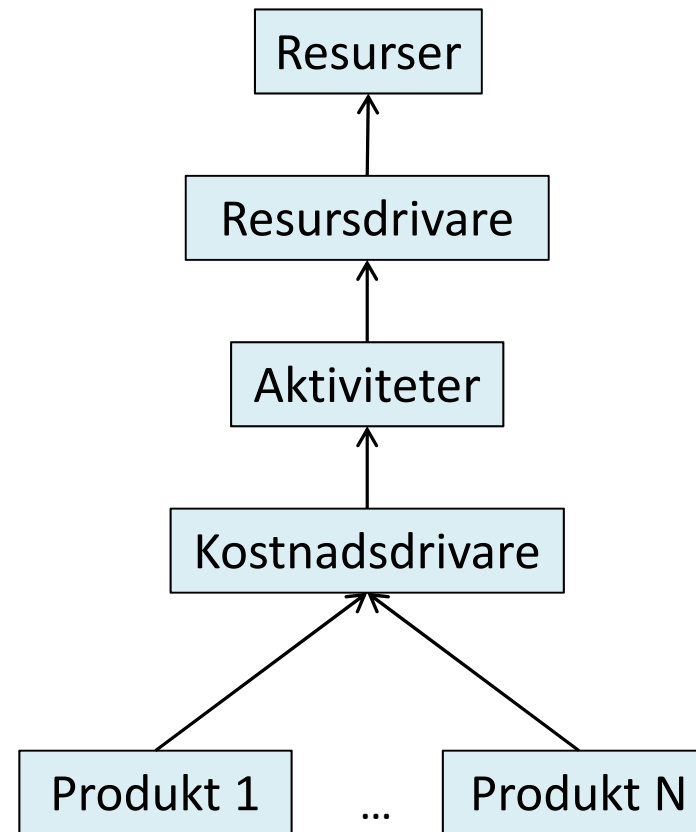 Resurser
Resursdrivare
Aktiviteter
Kostnadsdrivare
Produkt 1 ... Produkt N